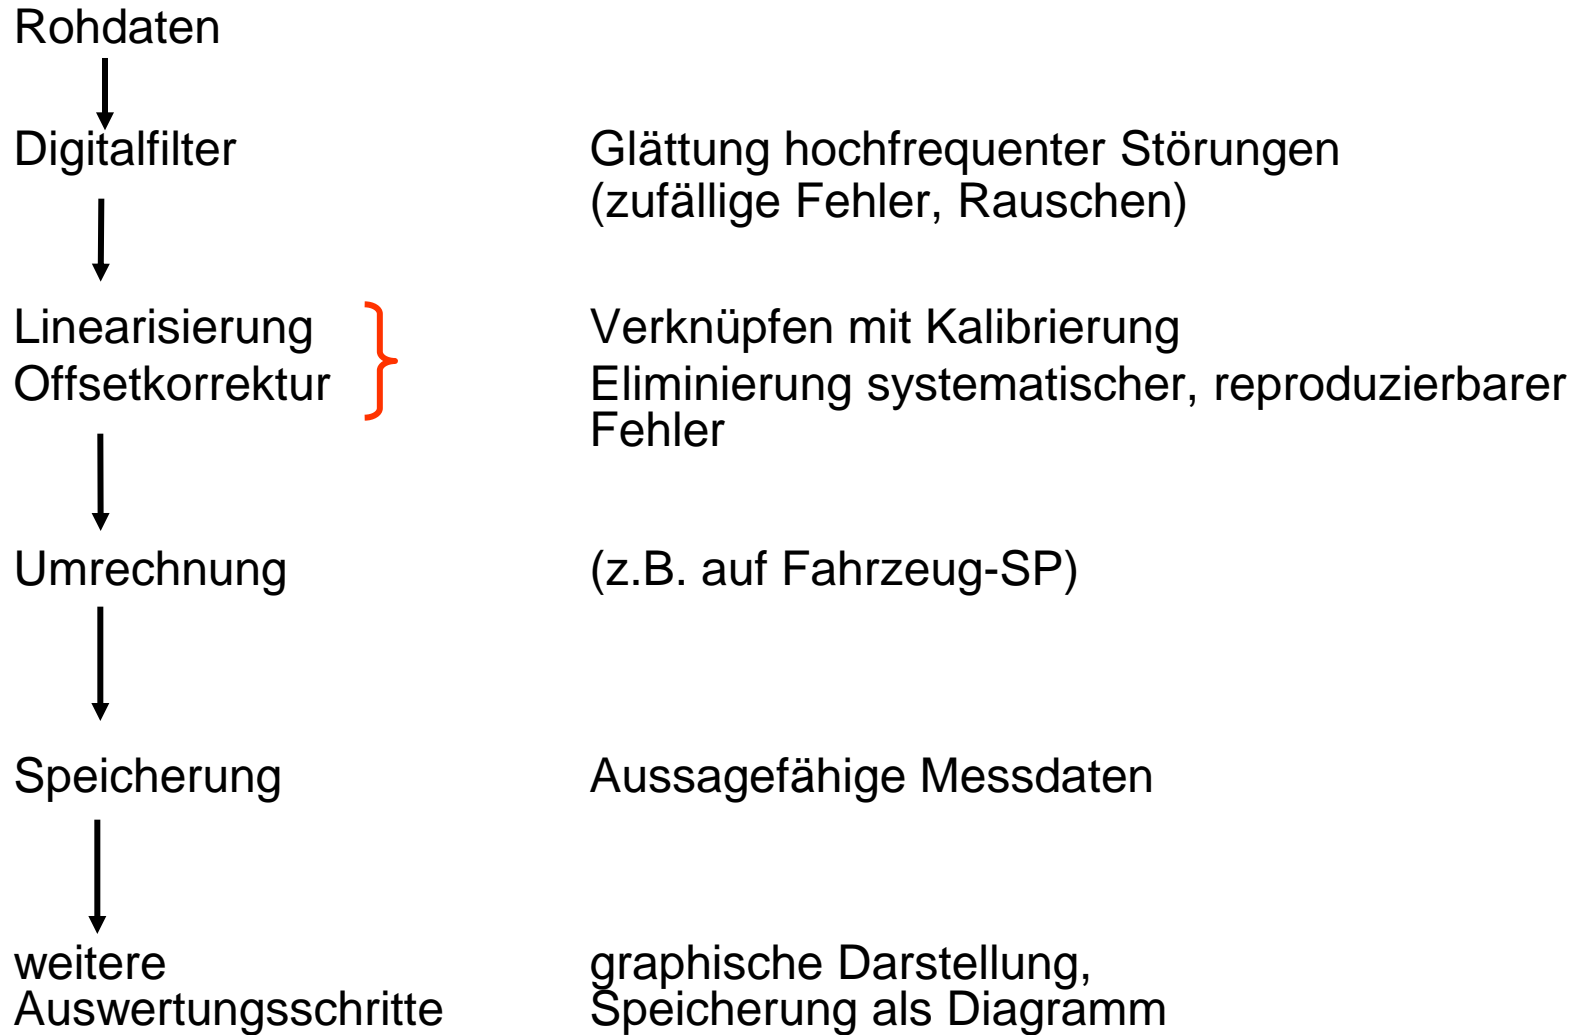 Rohdaten
Digitalfilter
Glättung hochfrequenter Störungen
(zufällige Fehler, Rauschen)
Linearisierung
Verknüpfen mit Kalibrierung
Offsetkorrektur
Eliminierung systematischer, reproduzierbarer
Fehler
Umrechnung
(z.B. auf Fahrzeug-SP)
Speicherung
Aussagefähige Messdaten
weitere
Auswertungsschritte
graphische Darstellung,
Speicherung als Diagramm